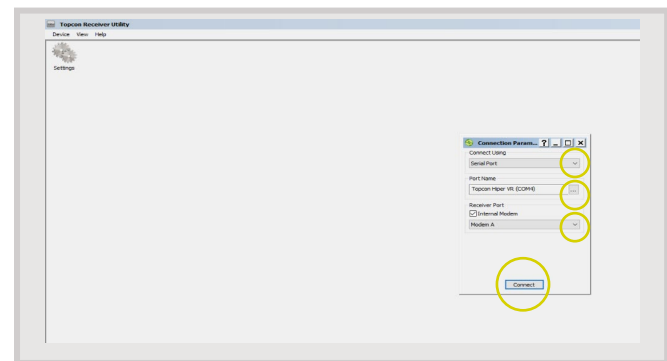 Topcon Receiver Utility
Device View Help
Settings
Connection Param...
Connect Using
Serial Port
Port Name
Topcon Hiper VR (COM4)
...
Receiver Port
Internal Modem
Modem A
Connect